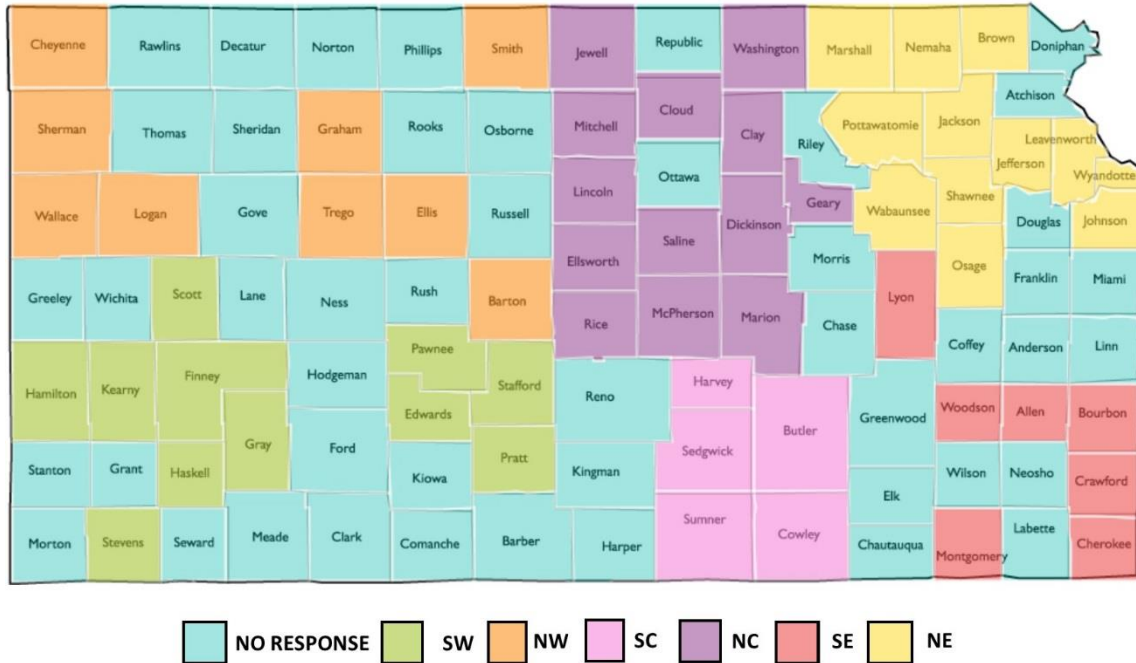 Cheyenne Rawlins Decatur Norton Phillips Smith Jewell Republic Washington Marshall Nemaha Brown Doniphan
Atchison
Sherman Thomas Sheridan Graham Rooks Osborne Mitchell Cloud Clay Riley Pottawatomie Jackson Jefferson Leavenworth
Wyandotte
Ottawa
Lincoln
Geary Wabaunsee Shawnee
Wallace Logan Gove Trego Ellis Russell Saline Dickinson Douglas Johnson
Ellsworth Morris Osage
Greeley Wichita Scott Lane Ness Rush Barton Lyon Franklin Miami
Rice McPherson Marion Chase
Coffey Anderson Linn
Pawnee
Hamilton Kearny Finney Hodgeman Stafford Reno Harvey
Edwards
Woodson Allen Bourbon
Gray Ford Sedgwick Butler Greenwood
Stanton Grant Haskell Kiowa Pratt Kingman Wilson Neosho Crawford
Elk
Morton Stevens Seward Meade Clark Comanche Barber Harper Sumner Cowley Chautauqua Montgomery Labette Cherokee
NO RESPONSE SW NW SC NC SE NE